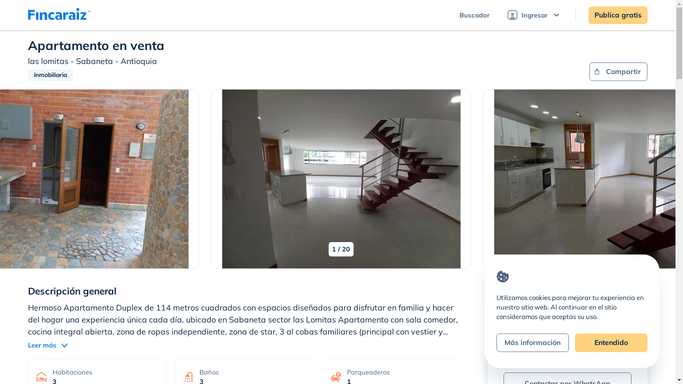 Fincaraiz
Buscador
Ingresar
Publica gratis
Apartamento en venta
las lomitas - Sabaneta - Antioquia
Inmobiliaria
Compartir
1 / 20
Descripción general
Hermoso Apartamento Duplex de 114 metros cuadrados con espacios diseñados para disfrutar en familia y hacer
del hogar una experiencia única cada día, ubicado en Sabaneta sector las Lomitas Apartamento con sala comedor,
cocina integral abierta, zona de ropas independiente, zona de star, 3 al cobas familiares (principal con vestier y...
Leer más
Habitaciones
3
Baños
3
Parqueaderos
1
Utilizamos cookies para mejorar tu experiencia en
nuestro sitio web. Al continuar en el sitio
consideramos que aceptas su uso.
Más información
Entendido
Contactar por WhatsApp